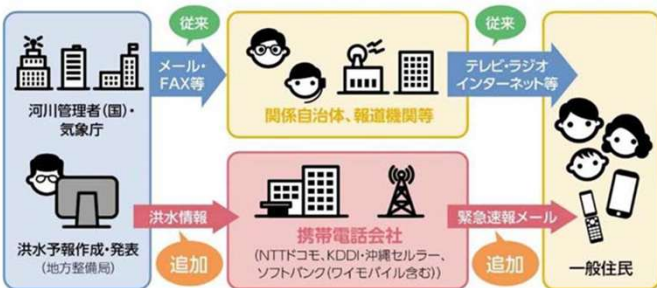 従来
従来
メール・
FAX等
テレビ・ラジオ
インターネット等
河川管理者(国)・
気象庁
関係自治体、報道機関等
洪水情報
緊急速報メール
洪水予報作成・発表
(地方整備局)
追加
携帯電話会社
(NTTドコモ、KDDI・沖縄セルラー、
ソフトバンク(ワイモバイル含む))
追加
一般住民